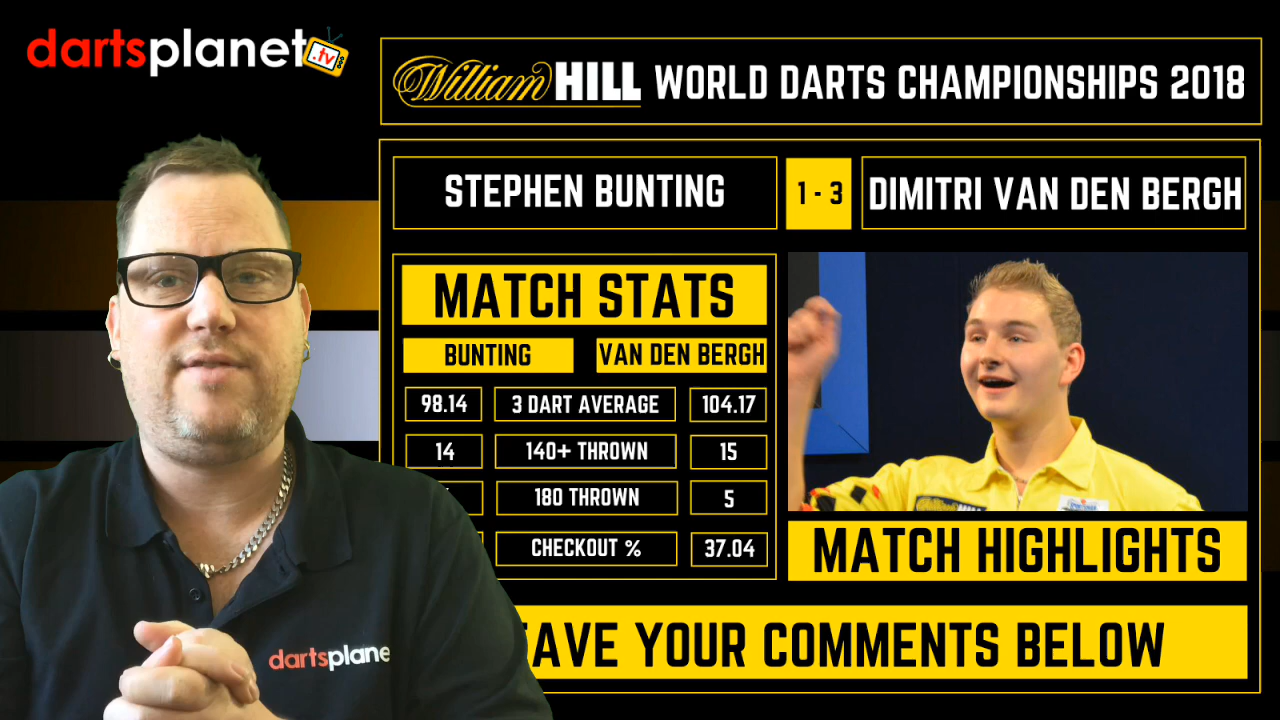 dartsplanet
.tv
William HILL WORLD DARTS CHAMPIONSHIPS 2018
STEPHEN BUNTING 1 - 3 DIMITRI VAN DEN BERGH
MATCH STATS
BUNTING VAN DEN BERGH
98.14 3 DART AVERAGE 104.17
14 140+ THROWN 15
180 THROWN 5
CHECKOUT % 37.04
MATCH HIGHLIGHTS
YOUR COMMENTS BELOW
dartsplane